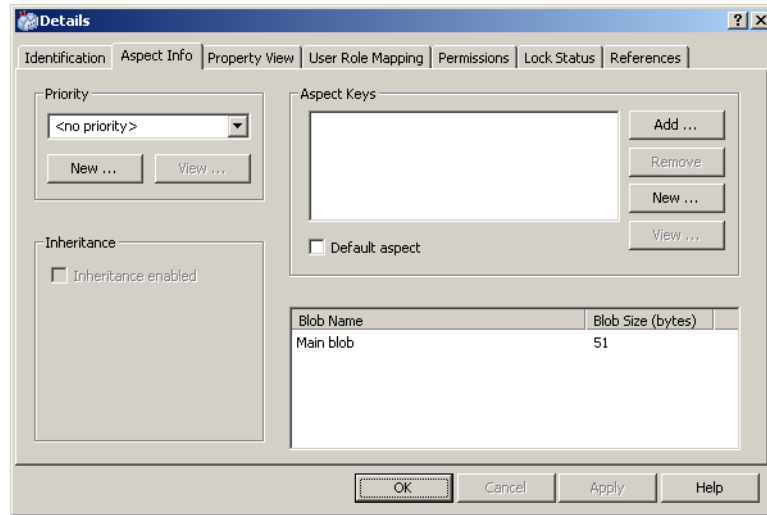 Details
Identification
Aspect Info
Property View
User Role Mapping
Permissions
Lock Status
References
Priority
<no priority>
New ...
View ...
Inheritance
Inheritance enabled
Aspect Keys
Add ...
Remove
New ...
View ...
Default aspect
Blob Name Blob Size (bytes)
Main blob 51
OK
Cancel
Apply
Help